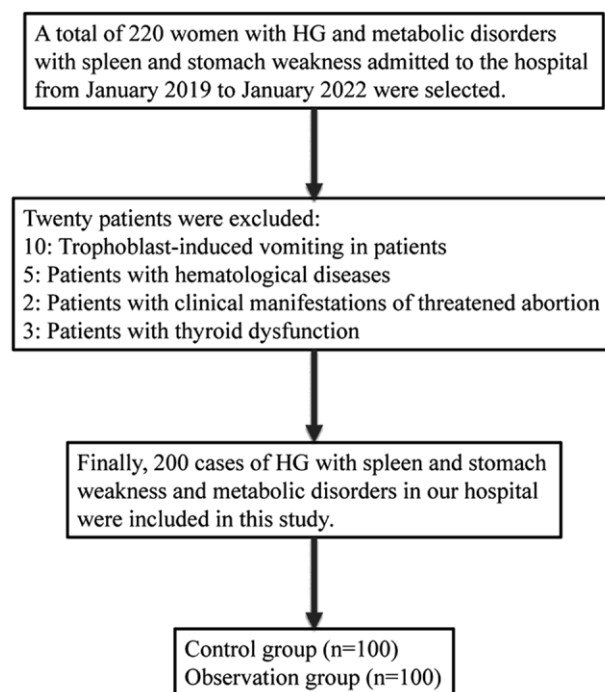 A total of 220 women with HG and metabolic disorders
with spleen and stomach weakness admitted to the hospital
from January 2019 to January 2022 were selected.
Twenty patients were excluded:
10: Trophoblast-induced vomiting in patients
5: Patients with hematological diseases
2: Patients with clinical manifestations of threatened abortion
3: Patients with thyroid dysfunction
Finally, 200 cases of HG with spleen and stomach
weakness and metabolic disorders in our hospital
were included in this study.
Control group (n=100)
Observation group (n=100)